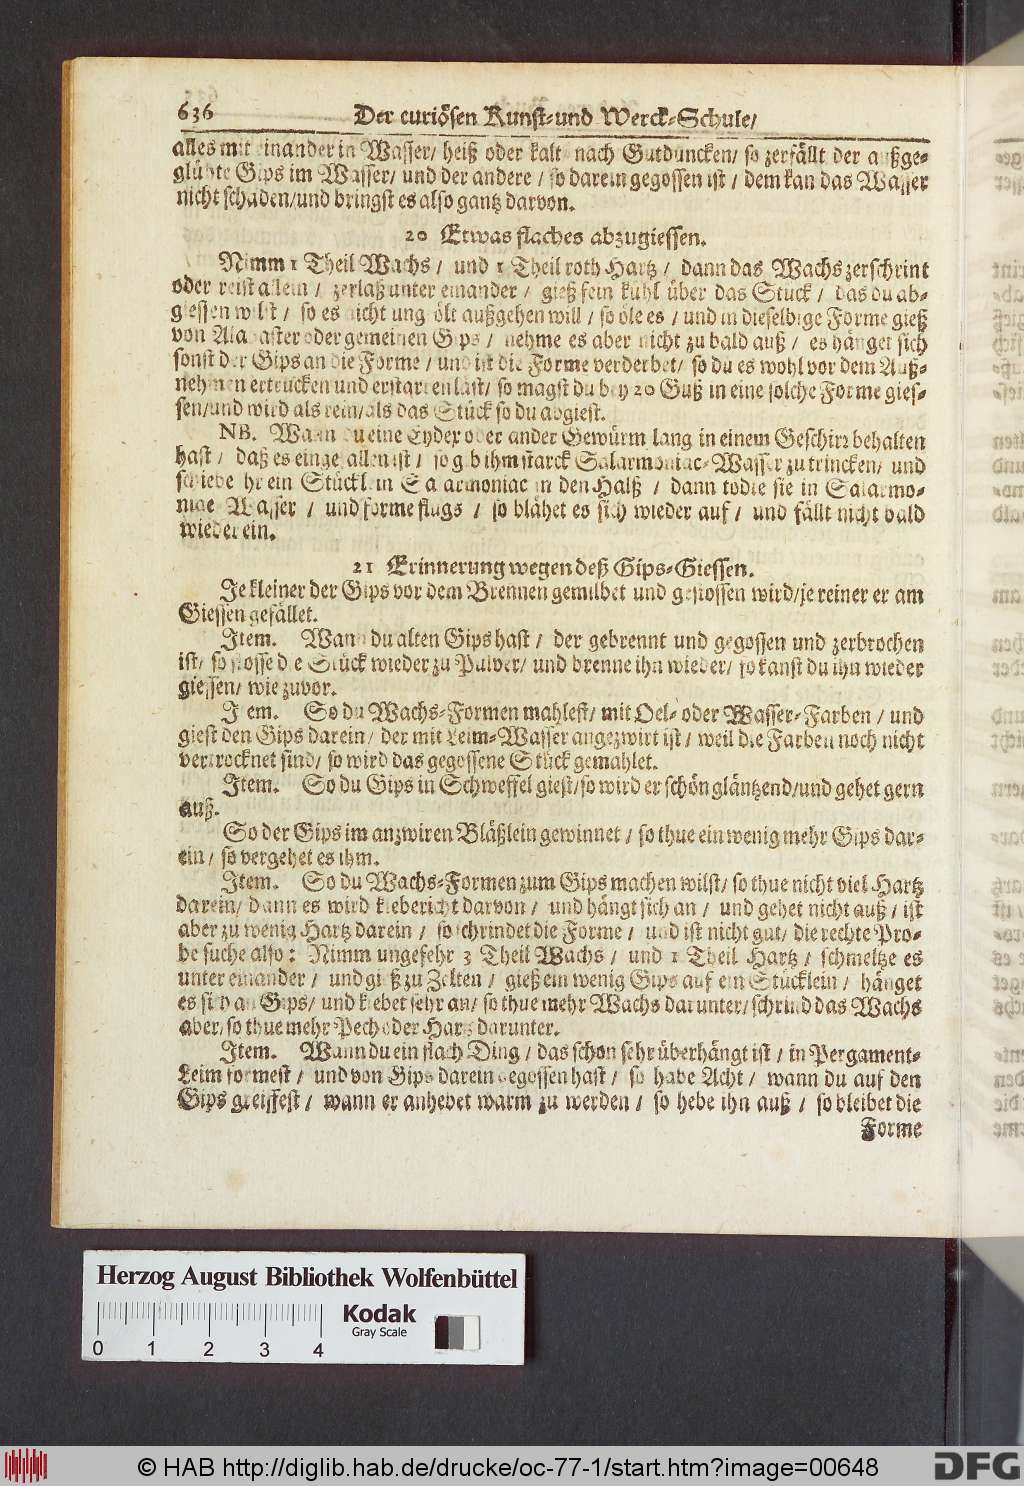 636 Der curiösen Kunst- und Werck-Schule/
alles mit einander in Wasser/ heiß oder kalt nach Gutduncken/ so zerfällt der außge-
glühte Gips im Wasser/ und der andere / so darein gegossen ist / dem kan das Wasser
nicht schaden/und bringst es also gantz darvon.
20 Etwas flaches abzugiessen.
Nimm 1 Theil Wachs / und 1 Theil roth Hartz / dann das Wachs zerschrint
oder reist allein / zerlaß unter einander / gieß fein kühl über das Stück / das du ab-
giessen wilst / so es nicht ungeölt außgehen will / so öle es / und in dieselbige Forme gieß
von Alabaster oder gemeinen Gips / nehme es aber nicht zu bald auß / es hänget sich
sonst der Gips an die Forme / und ist die Forme verderbet/ so du es wohl vor dem Auß-
nehmen ertrucken und erstarren läst/ so magst du bey 20 Guß in eine solche Forme gies-
sen/und wird als rein/als das Stück so du abgiest.
NB. Wann du eine Eydex oder ander Gewürm lang in einem Geschirr behalten
hast / daß es eingefallen ist / so gib ihm starck Salarmoniac-Wasser zu trincken/ und
schiebe ihr ein Stücklein Salarmoniac in den Halß / dann tödte sie in Salarmo-
niac Wasser / und forme flugs / so blähet es sich wieder auf / und fällt nicht bald
wieder ein.
21 Erinnerung wegen deß Gips-Giessen.
Je kleiner der Gips vor dem Brennen gemilbet und gestossen wird/je reiner er am
Giessen gefället.
Item. Wann du alten Gips hast / der gebrennt und gegossen und zerbrochen
ist/ so stosse die Stück wieder zu Pulver/ und brenne ihn wieder/ so kanst du ihn wieder
giessen/ wie zuvor.
Item. So du Wachs-Formen mahlest/ mit Oel- oder Wasser-Farben / und
giest den Gips darein/ der mit Leim-Wasser angezwirt ist / weil die Farben noch nicht
vertrocknet sind/ so wird das gegossene Stück gemahlet.
Item. So du Gips in Schweffel giest/so wird er schön gläntzend/und gehet gern
auß.
So der Gips im anzwiren Bläßlein gewinnet / so thue ein wenig mehr Gips dar-
ein / so vergehet es ihm.
Item. So du Wachs-Formen zum Gips machen wilst/ so thue nicht viel Hartz
darein/ dann es wird klebericht darvon / und hängt sich an / und gehet nicht auß / ist
aber zu wenig Hartz darein / so schrindet die Forme / und ist nicht gut/ die rechte Pro-
be suche also: Nimm ungefehr 3 Theil Wachs / und 1 Theil Hartz / schmeltze es
unter einander / und gieß zu Zelten / gieß ein wenig Gips auf ein Stücklein / hänget
es sich an Gips/ und klebet sehr an/ so thue mehr Wachs darunter/ schrind das Wachs
aber/ so thue mehr Pech oder Hartz darunter.
Item. Wann du ein flach Ding / das schon sehr überhängt ist / in Pergament-
Leim formest / und von Gips darein gegossen hast / so habe Acht / wann du auf den
Gips greiffest / wann er anhebet warm zu werden / so hebe ihn auß / so bleibet die
Forme
Herzog August Bibliothek Wolfenbüttel
Kodak
Gray Scale
0 1 2 3 4
© HAB http://diglib.hab.de/drucke/oc-77-1/start.htm?image=00648
DFG